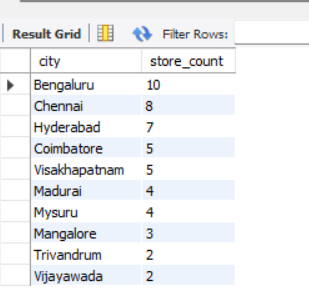 Result Grid Filter Rows:
city store_count
Bengaluru 10
Chennai 8
Hyderabad 7
Coimbatore 5
Visakhapatnam 5
Madurai 4
Mysuru 4
Mangalore 3
Trivandrum 2
Vijayawada 2